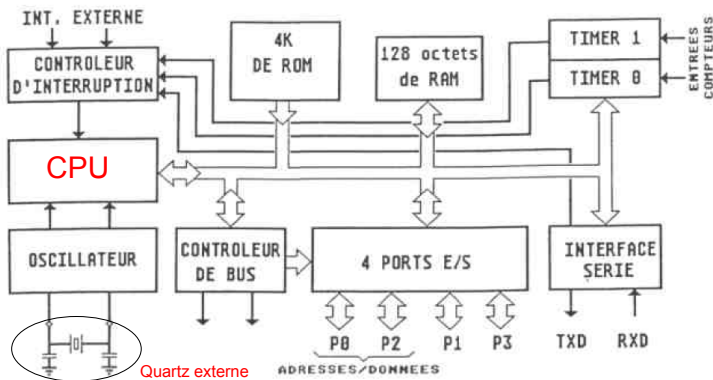 INT. EXTERNE
CONTROLEUR
D'INTERRUPTION
4K
DE ROM
128 octets
de RAM
TIMER 1
TIMER 0
ENTREES
COMPTEURS
CPU
OSCILLATEUR
CONTROLEUR
DE BUS
4 PORTS E/S
INTERFACE
SERIE
P0
P2
P1
P3
TXD
RXD
Quartz externe
ADRESSES/DONNEES